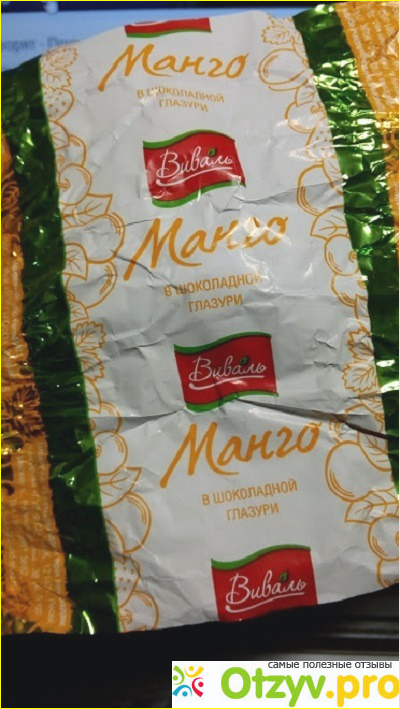 Манго
В ШОКОЛАДНОЙ
ГЛАЗУРИ
Виваль
Манго
В ШОКОЛАДНОЙ
ГЛАЗУРИ
Виваль
Манго
В ШОКОЛАДНОЙ
ГЛАЗУРИ
Виваль
самые полезные отзывы
Otzyv.pro